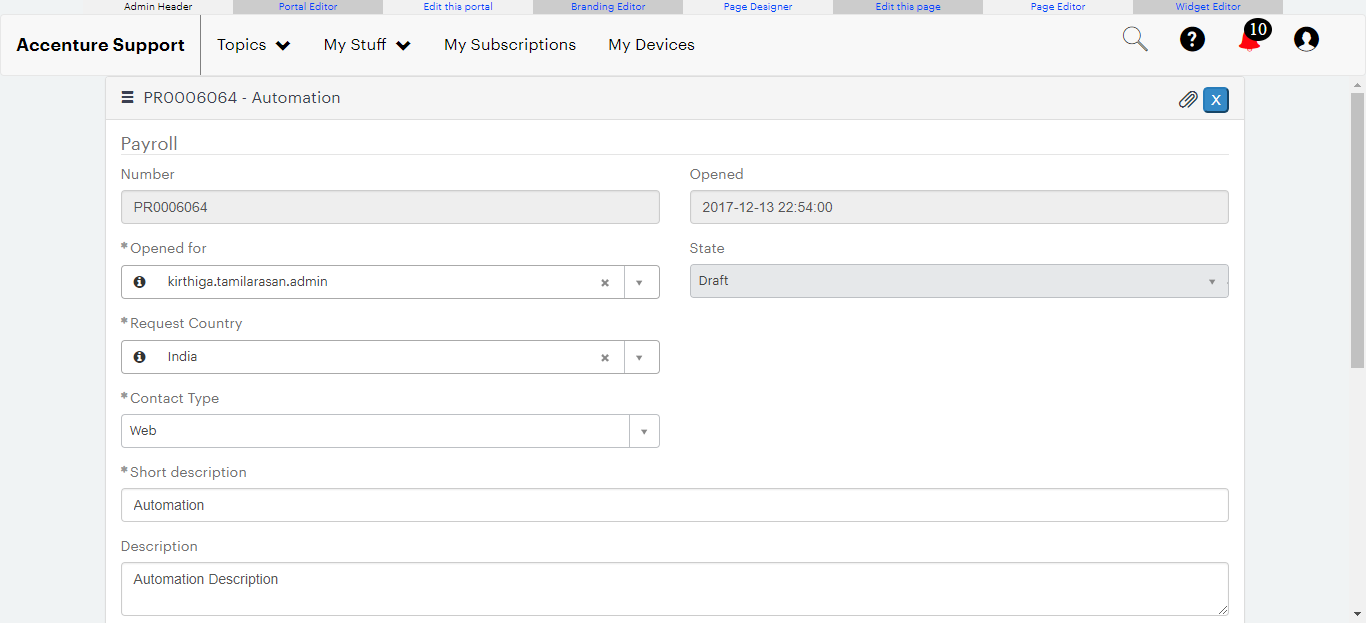 Admin Header Portal Editor Edit this portal Branding Editor Page Designer Edit this page Page Editor Widget Editor
Accenture Support Topics My Stuff My Subscriptions My Devices ? 10
PR0006064 - Automation X
Payroll
Number Opened
PR0006064 2017-12-13 22:54:00
*Opened for State
kirthiga.tamilarasan.admin Draft
*Request Country
India
*Contact Type
Web
*Short description
Automation
Description
Automation Description